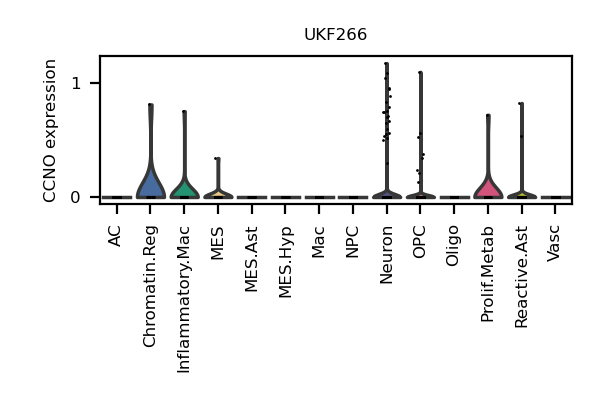 UKF266
CCNO expression
1
0
AC
Chromatin.Reg
Inflammatory.Mac
MES
MES.Ast
MES.Hyp
Mac
NPC
Neuron
OPC
Oligo
Prolif.Metab
Reactive.Ast
Vasc